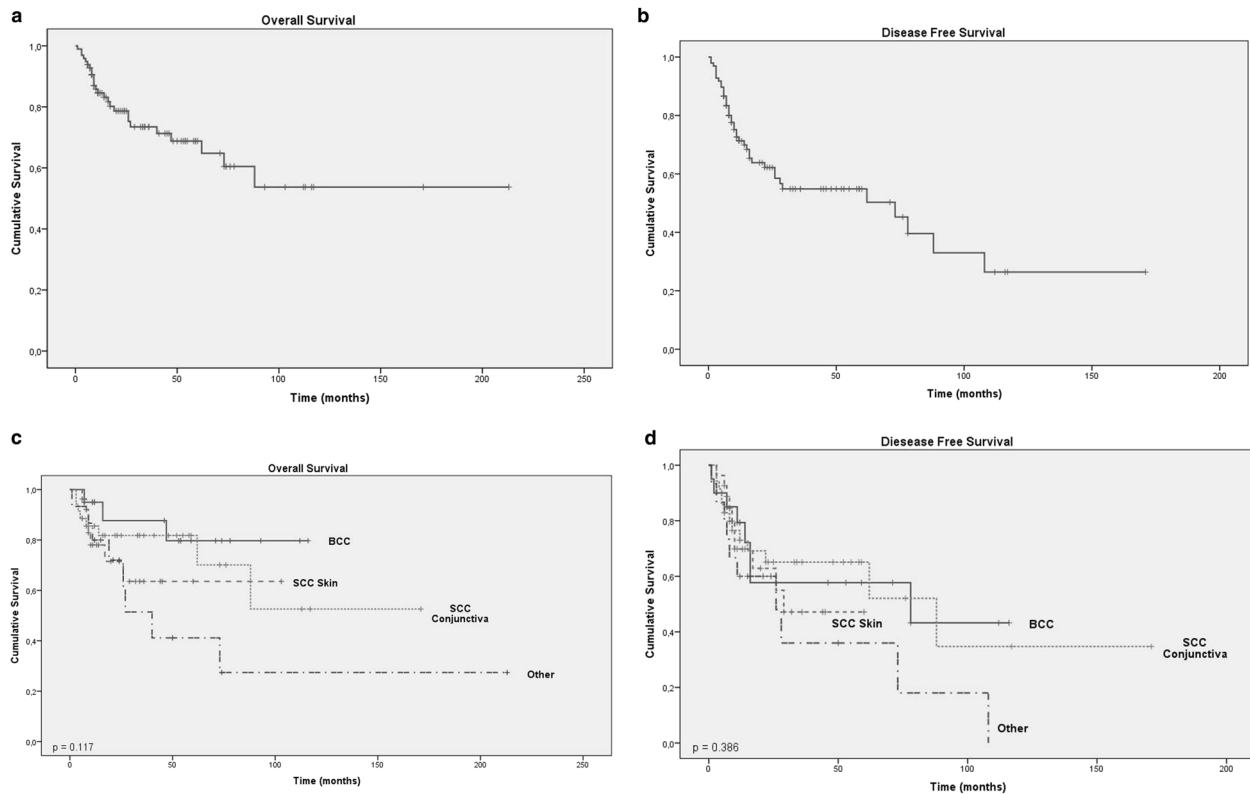 a
Overall Survival
Cumulative Survival
1,0
0,8
0,6
0,4
0,2
0,0
0
50
100
150
200
250
Time (months)
b
Disease Free Survival
Cumulative Survival
1,0
0,8
0,6
0,4
0,2
0,0
0
50
100
150
200
Time (months)
c
Overall Survival
Cumulative Survival
1,0
0,8
0,6
0,4
0,2
0,0
BCC
SCC Skin
SCC
Conjuctiva
Other
p = 0.117
0
50
100
150
200
250
Time (months)
d
Diesease Free Survival
Cumulative Survival
1,0
0,8
0,6
0,4
0,2
0,0
SCC Skin
BCC
SCC
Conjunctiva
Other
p = 0.386
0
50
100
150
200
Time (months)